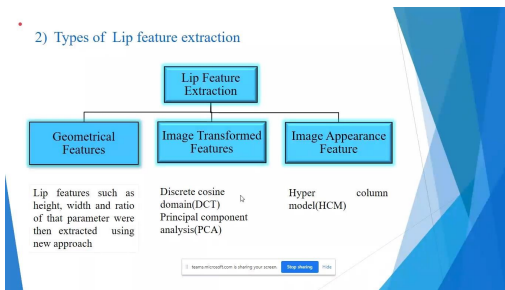 2) Types of Lip feature extraction
Lip Feature
Extraction
Geometrical
Features
Image Transformed
Features
Image Appearance
Feature
Lip features such as
height, width and ratio
of that parameter were
then extracted using
new approach
Discrete cosine
domain(DCT)
Principal component
analysis(PCA)
Hyper column
model(HCM)
teams.microsoft.com is sharing your screen. Stop sharing Hide